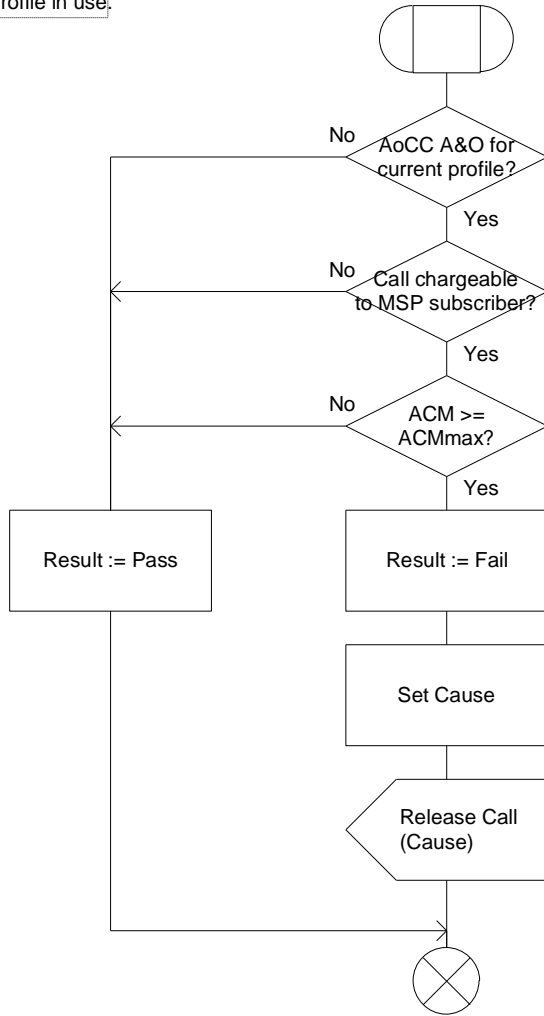 rofile in use.
No
AoCC A&O for
current profile?
Yes
No
Call chargeable
to MSP subscriber?
Yes
No
ACM >=
ACMmax?
Yes
Result := Pass
Result := Fail
Set Cause
Release Call
(Cause)